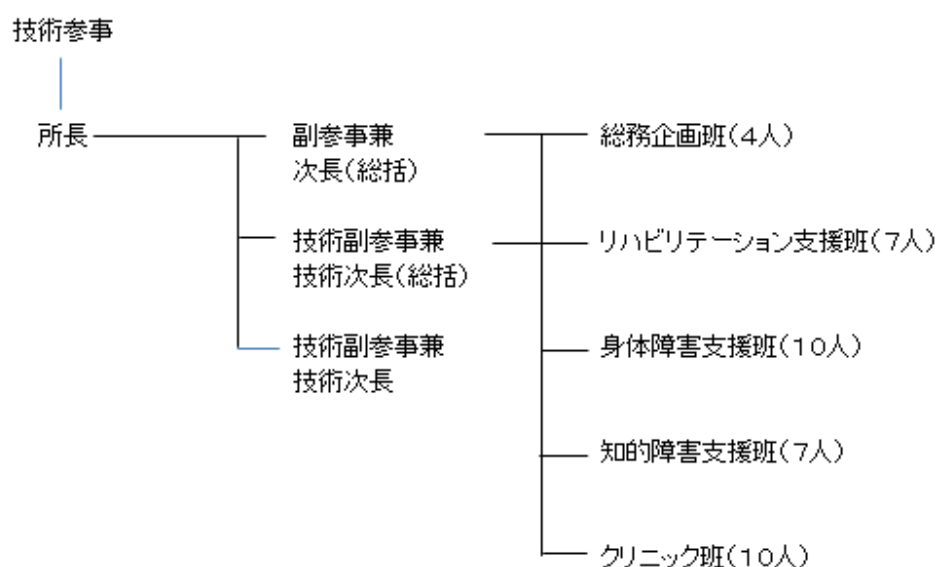 技術参事
所長
副参事兼
次長(総括)
技術副参事兼
技術次長(総括)
技術副参事兼
技術次長
総務企画班(4人)
リハビリテーション支援班(7人)
身体障害支援班(10人)
知的障害支援班(7人)
クリニック班(10人)